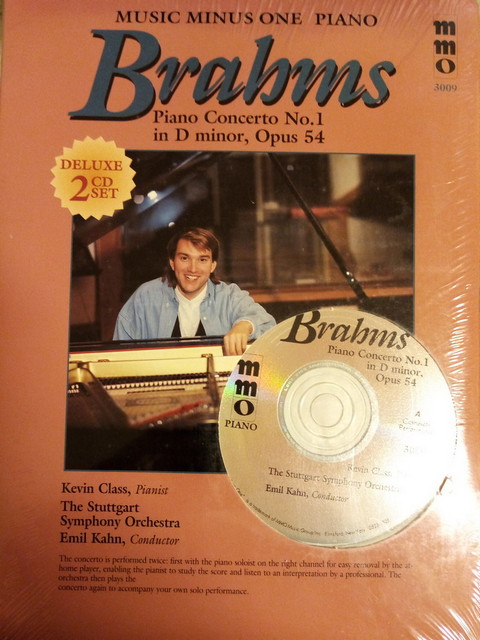 MUSIC MINUS ONE PIANO
Brahms
Piano Concerto No.1
in D minor, Opus 54
mmo
3009
DELUXE
2 CD
SET
Brahms
Piano Concerto No.1
in D minor,
Opus 54
mmo
PIANO
A
Kevin Class,
The Stuttgart Symphony Orchestra
Emil Kahn, Conductor
Kevin Class, Pianist
The Stuttgart
Symphony Orchestra
Emil Kahn, Conductor
The concerto is performed twice: first with the piano soloist on the right channel for easy removal by the at-
home player, enabling the pianist to study the score and listen to an interpretation by a professional. The
orchestra then plays the
concerto again to accompany your own solo performance.